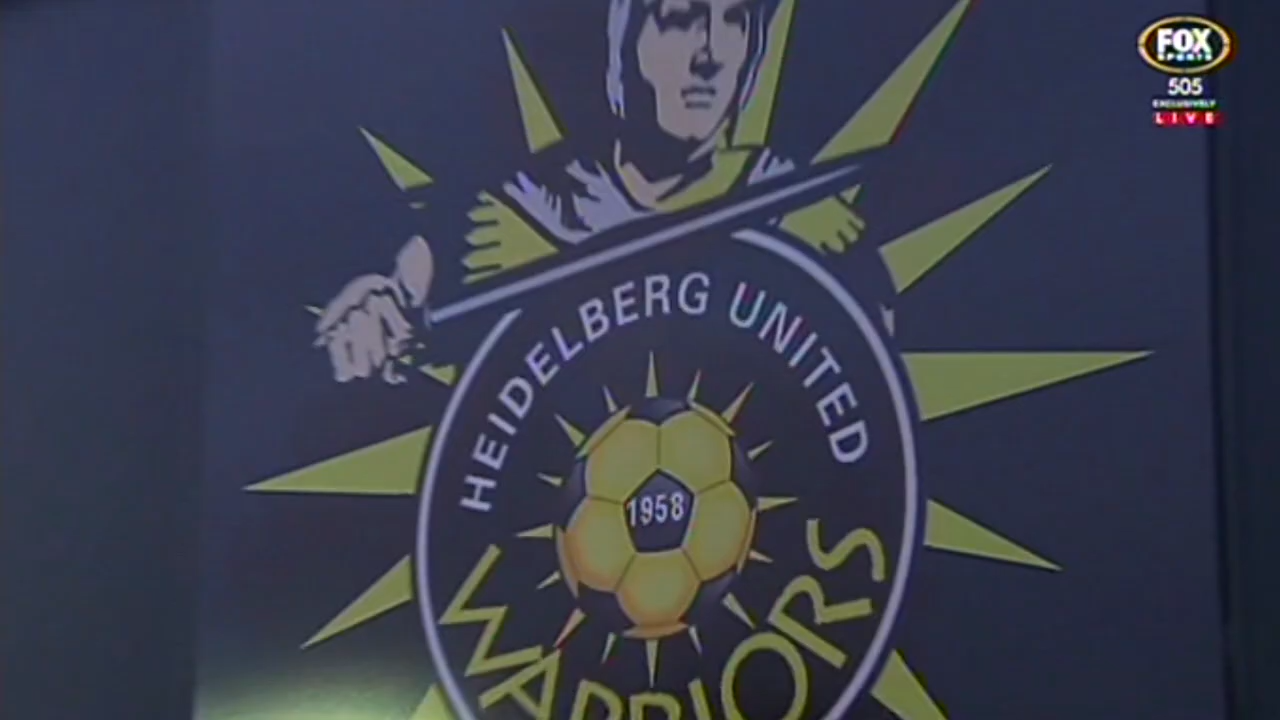 FOX
SPORTS
505
EXCLUSIVELY
LIVE
HEIDELBERG UNITED
1958
WARRIORS